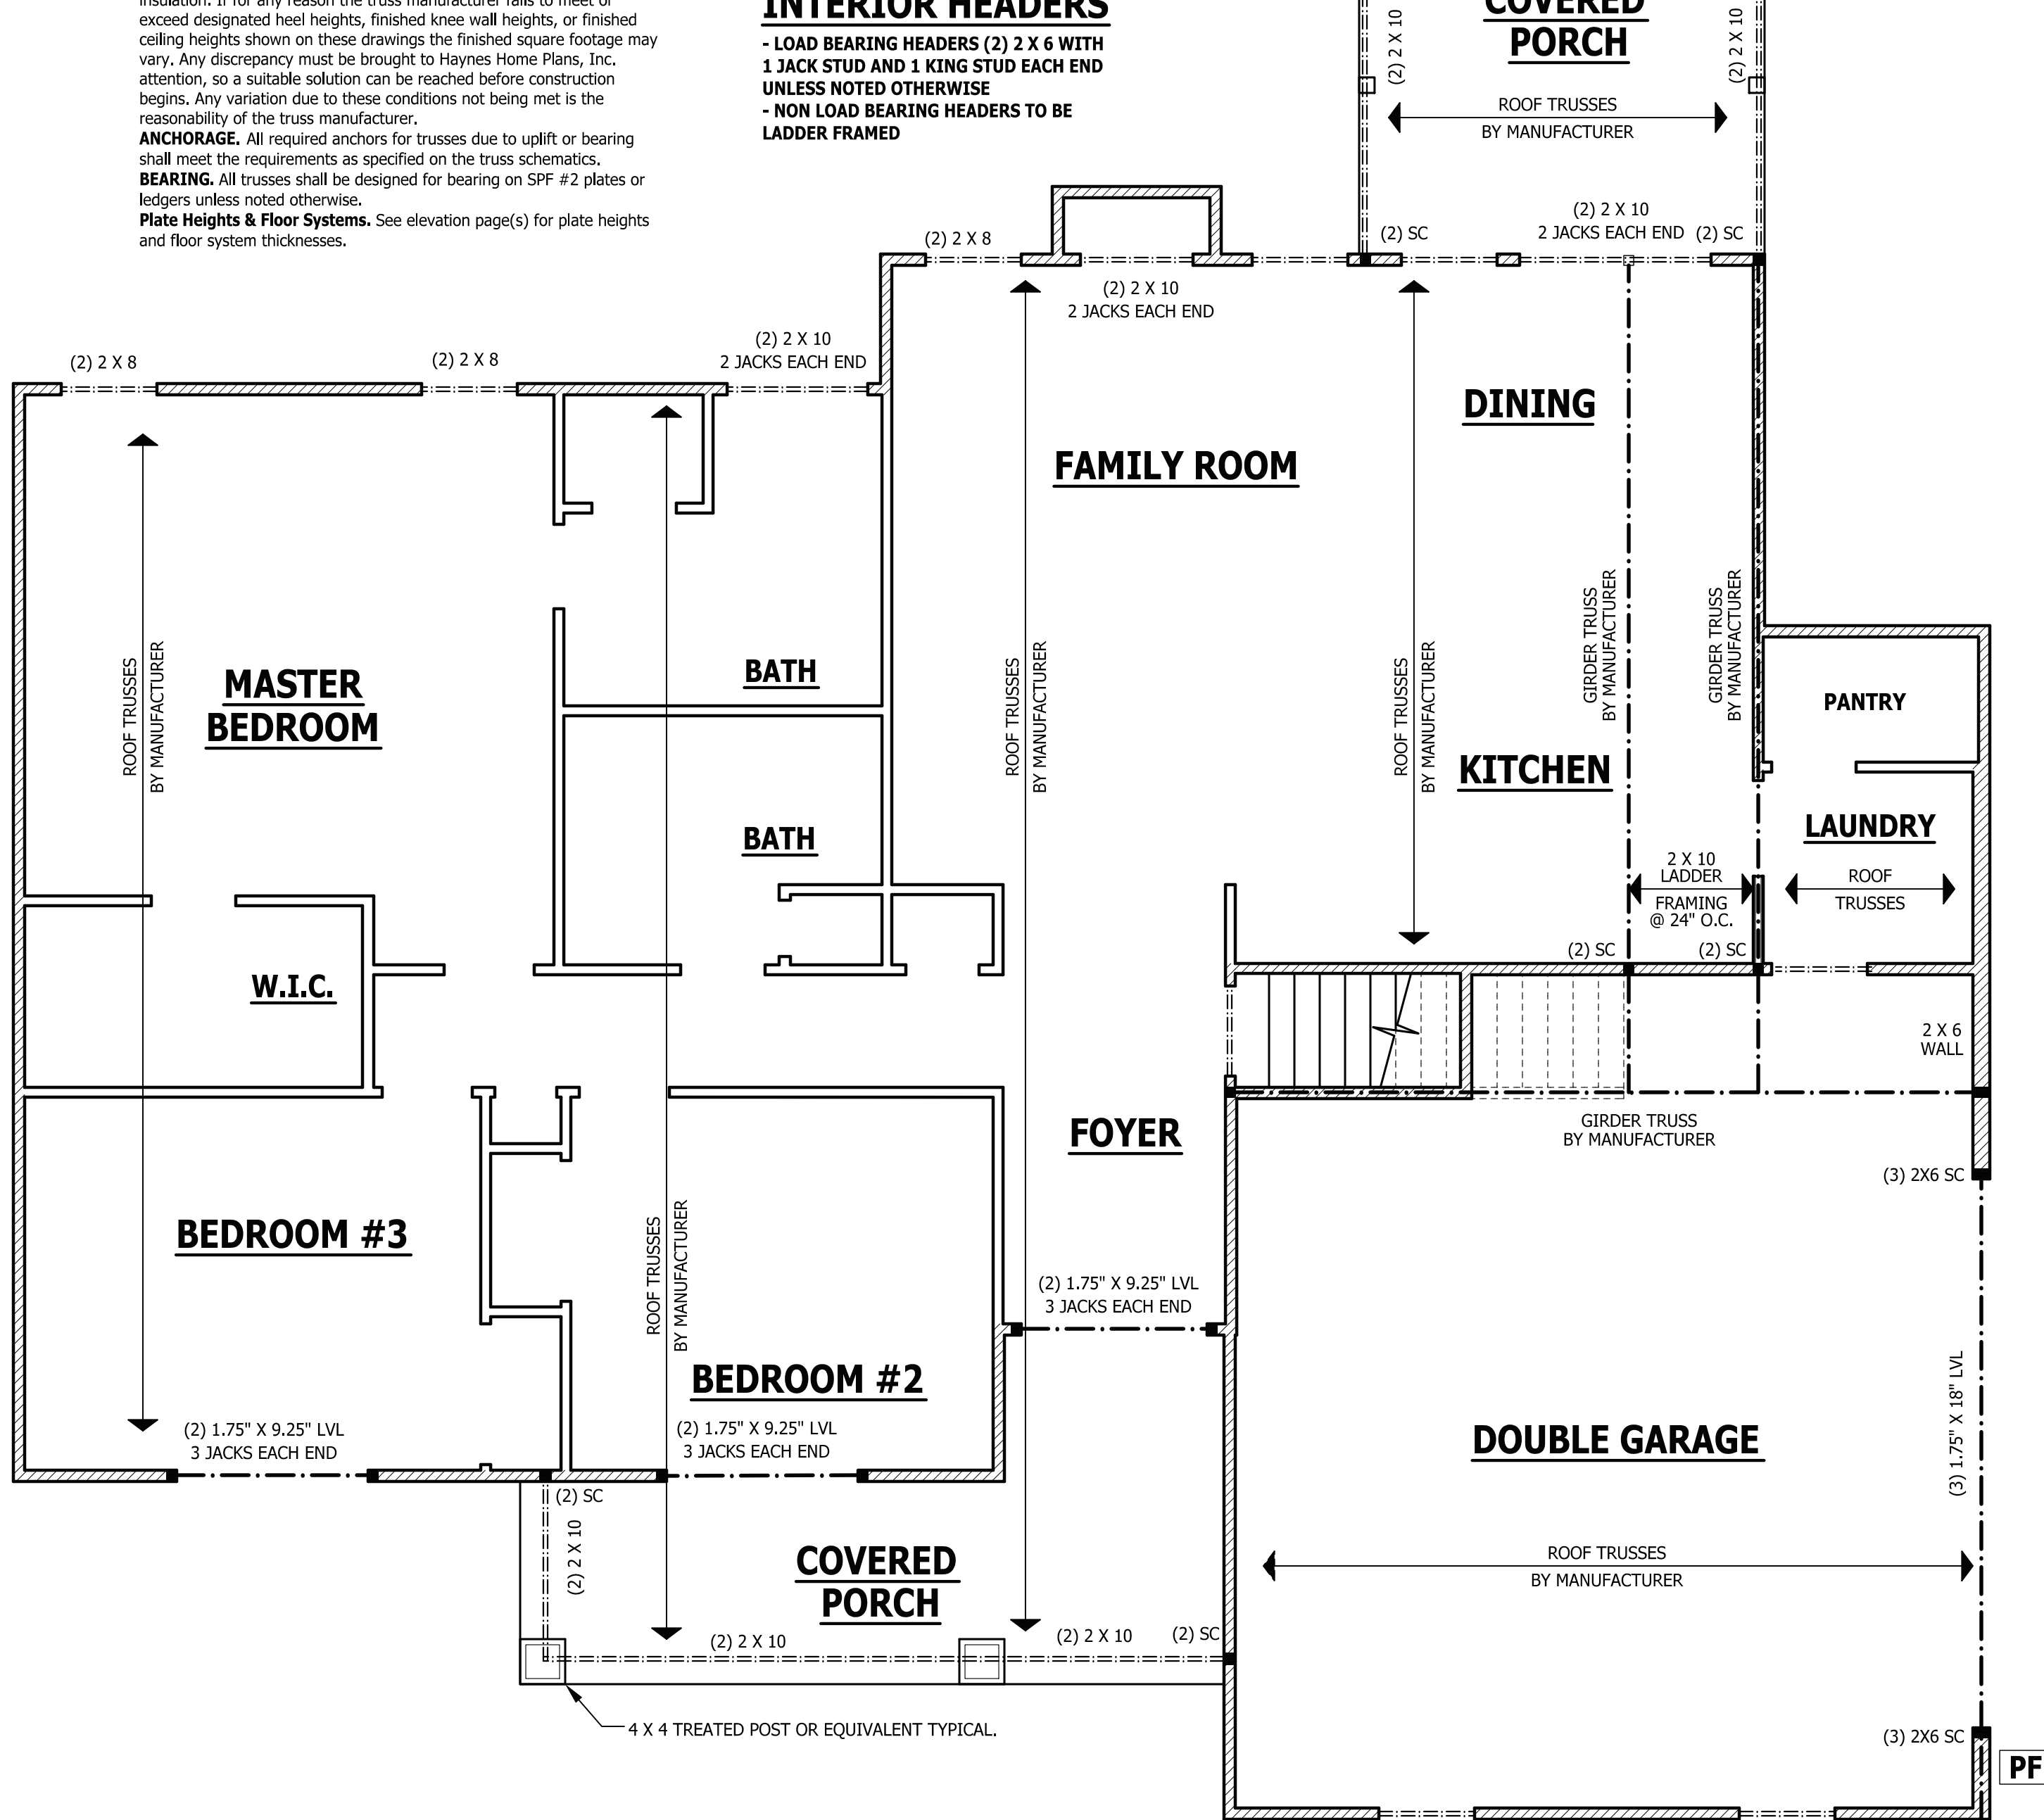 insulation. If for any reason the truss manufacturer fails to meet or
exceed designated heel heights, finished knee wall heights, or finished
ceiling heights shown on these drawings the finished square footage may
vary. Any discrepancy must be brought to Haynes Home Plans, Inc.
attention, so a suitable solution can be reached before construction
begins. Any variation due to these conditions not being met is the
reasonability of the truss manufacturer.
ANCHORAGE. All required anchors for trusses due to uplift or bearing
shall meet the requirements as specified on the truss schematics.
BEARING. All trusses shall be designed for bearing on SPF #2 plates or
ledgers unless noted otherwise.
Plate Heights & Floor Systems. See elevation page(s) for plate heights
and floor system thicknesses.
INTERIOR HEADERS
- LOAD BEARING HEADERS (2) 2 X 6 WITH
1 JACK STUD AND 1 KING STUD EACH END
UNLESS NOTED OTHERWISE
- NON LOAD BEARING HEADERS TO BE
LADDER FRAMED
COVERED
PORCH
(2) 2 X 10
(2) 2 X 10
ROOF TRUSSES
BY MANUFACTURER
(2) 2 X 8
(2) SC
(2) 2 X 10
2 JACKS EACH END
(2) SC
(2) 2 X 10
2 JACKS EACH END
(2) 2 X 8
(2) 2 X 8
(2) 2 X 10
2 JACKS EACH END
DINING
FAMILY ROOM
MASTER
BEDROOM
ROOF TRUSSES
BY MANUFACTURER
BATH
BATH
ROOF TRUSSES
BY MANUFACTURER
ROOF TRUSSES
BY MANUFACTURER
GIRDER TRUSS
BY MANUFACTURER
GIRDER TRUSS
BY MANUFACTURER
PANTRY
KITCHEN
LAUNDRY
2 X 10
LADDER
FRAMING
@ 24" O.C.
ROOF
TRUSSES
(2) SC
(2) SC
W.I.C.
2 X 6
WALL
GIRDER TRUSS
BY MANUFACTURER
FOYER
(3) 2X6 SC
BEDROOM #3
ROOF TRUSSES
BY MANUFACTURER
(2) 1.75" X 9.25" LVL
3 JACKS EACH END
BEDROOM #2
(2) 1.75" X 9.25" LVL
3 JACKS EACH END
(2) 1.75" X 9.25" LVL
3 JACKS EACH END
DOUBLE GARAGE
(3) 1.75" X 18" LVL
(2) SC
(2) 2 X 10
COVERED
PORCH
ROOF TRUSSES
BY MANUFACTURER
(2) 2 X 10
(2) 2 X 10
(2) SC
4 X 4 TREATED POST OR EQUIVALENT TYPICAL.
(3) 2X6 SC
PF